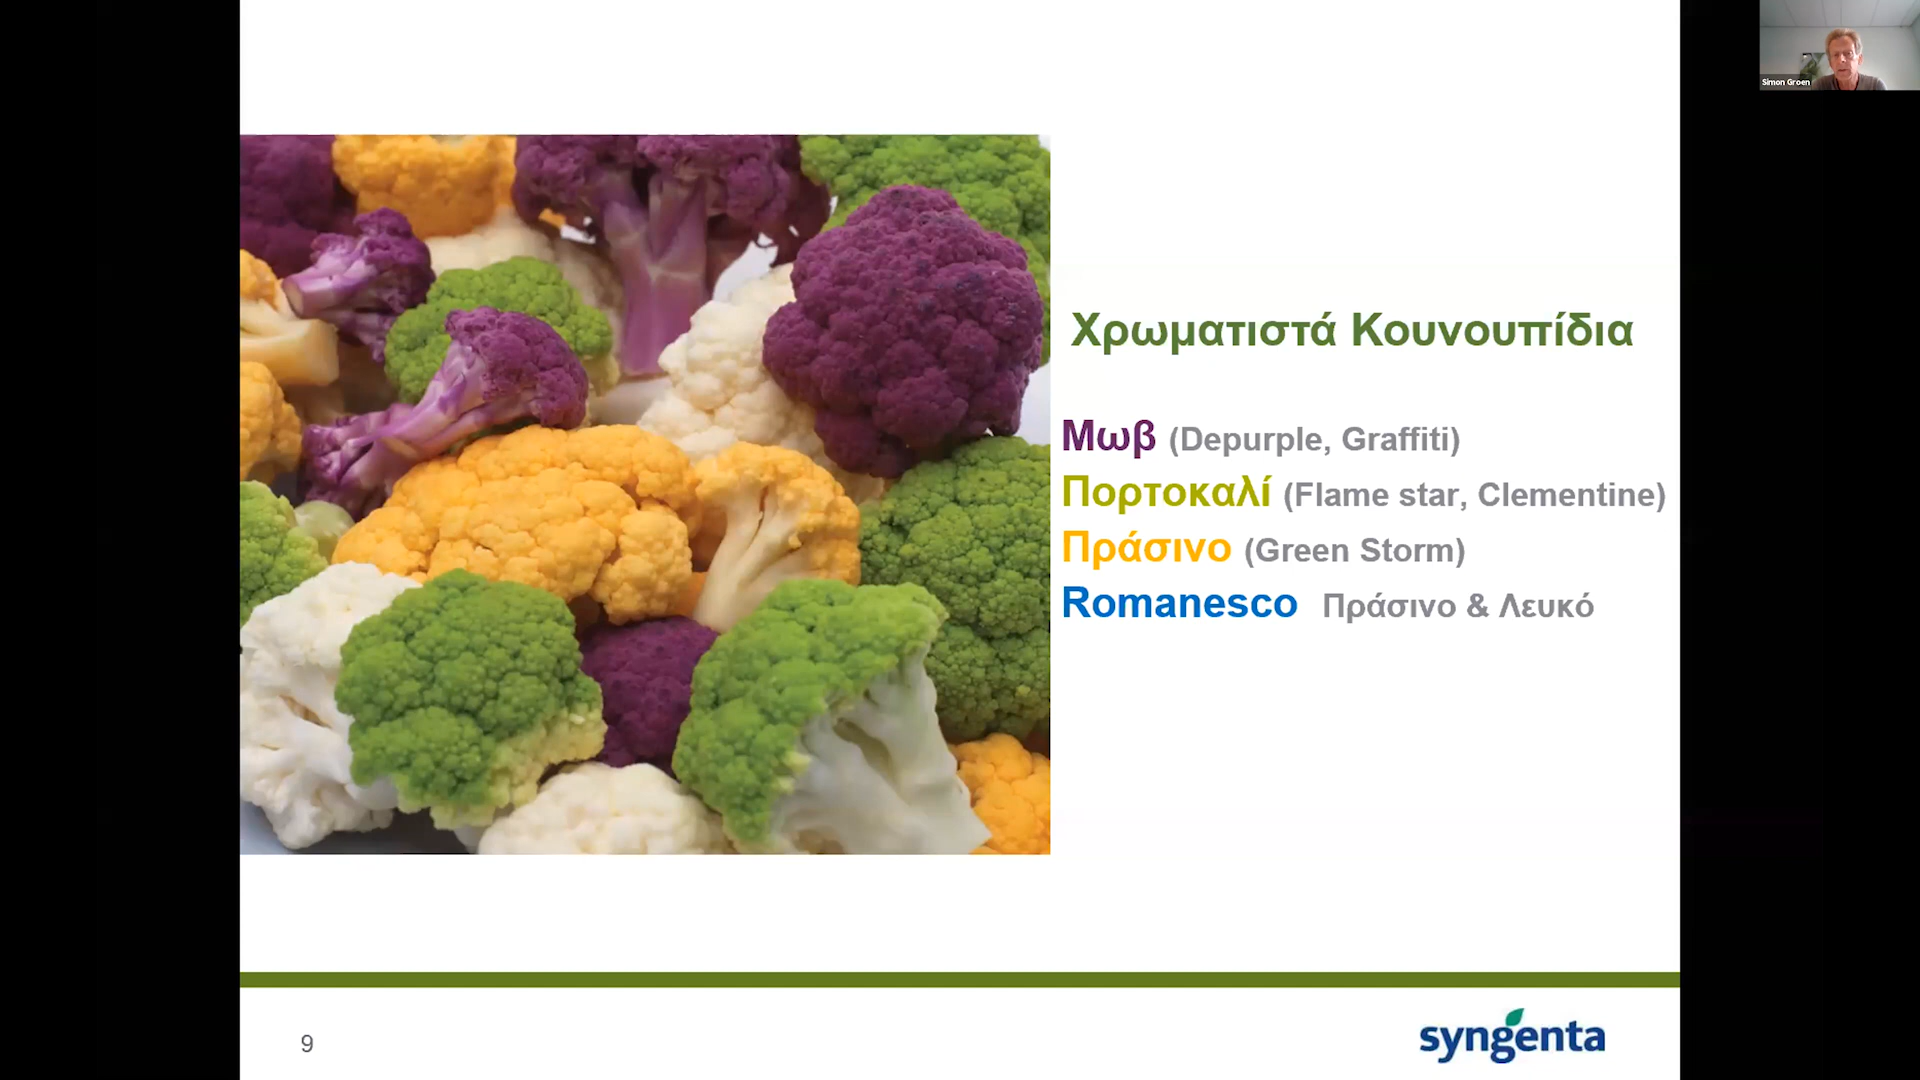 Simon Groen
Χρωματιστά Κουνουπίδια
Μωβ (Depurple, Graffiti)
Πορτοκαλί (Flame star, Clementine)
Πράσινο (Green Storm)
Romanesco Πράσινο & Λευκό
9
syngenta